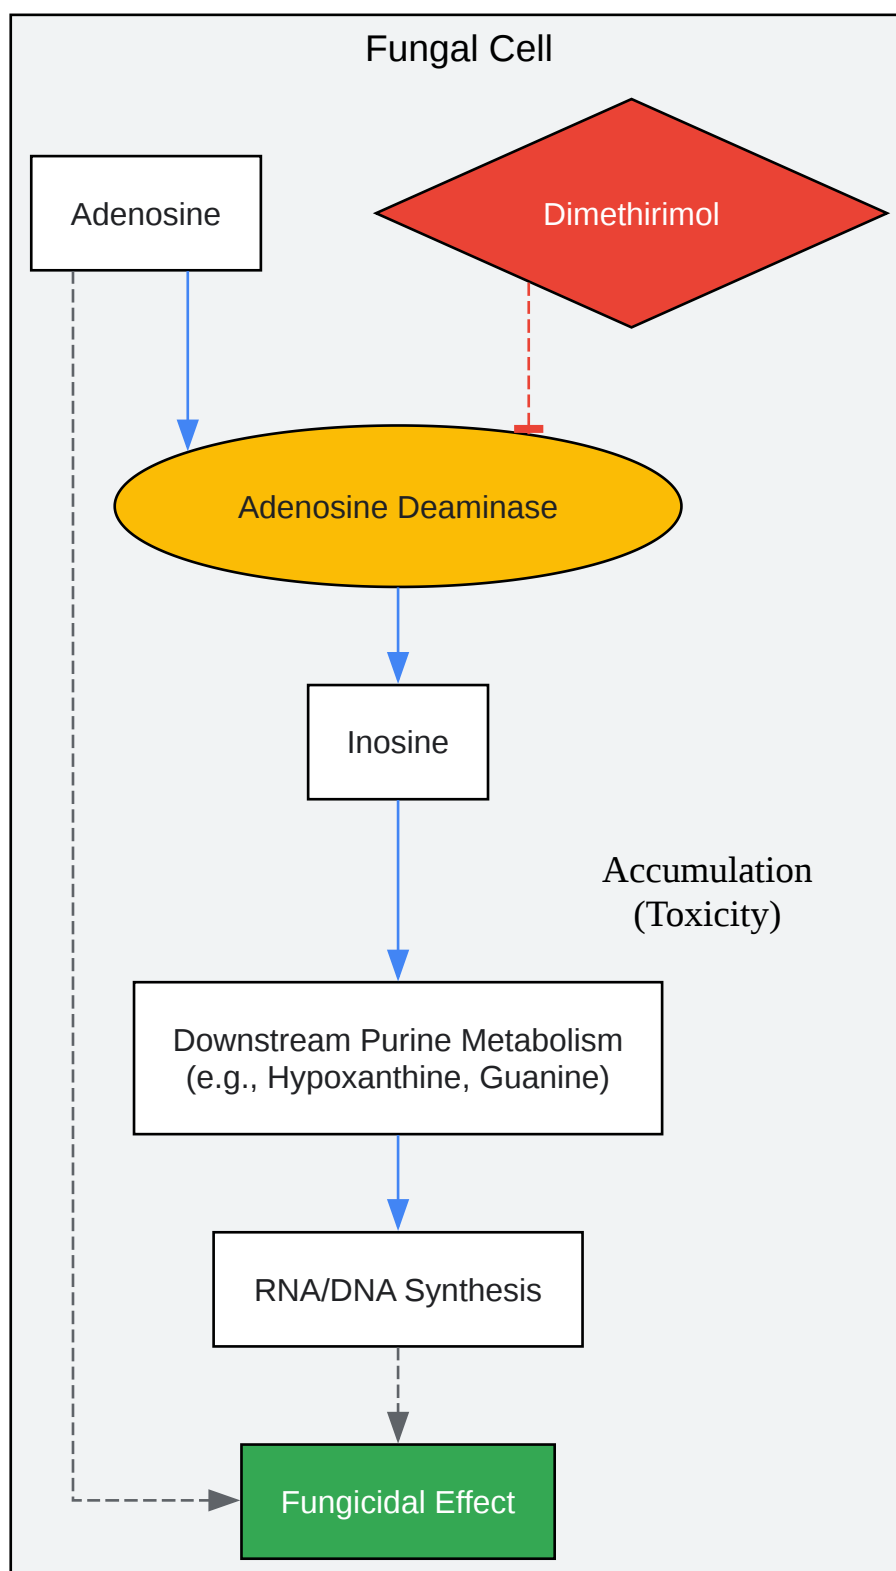 Fungal Cell
Adenosine
Dimethirimol
Adenosine Deaminase
Inosine
Accumulation
(Toxicity)
Downstream Purine Metabolism
(e.g., Hypoxanthine, Guanine)
RNA/DNA Synthesis
Fungicidal Effect